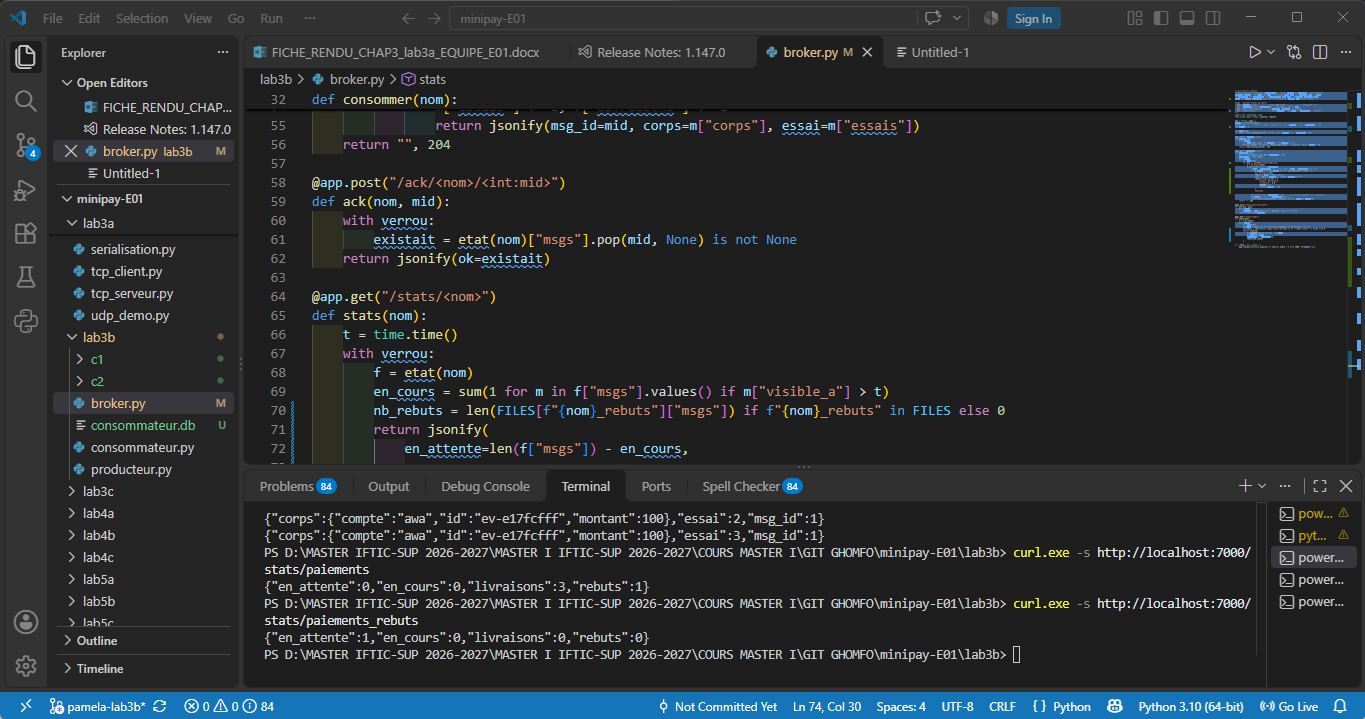 File Edit Selection View Go Run ··· minipay-E01 Sign In
Explorer ···
Open Editors
FICHE_RENDU_CHAP...
Release Notes: 1.147.0
broker.py lab3b M
Untitled-1
minipay-E01
lab3a
serialisation.py
tcp_client.py
tcp_serveur.py
udp_demo.py
lab3b
c1
c2
broker.py M
consommateur.db U
consommateur.py
producteur.py
lab3c
lab4a
lab4b
lab4c
lab5a
lab5b
lab5c
Outline
Timeline
4
FICHE_RENDU_CHAP3_lab3a_EQUIPE_E01.docx Release Notes: 1.147.0 broker.py M Untitled-1
lab3b > broker.py > stats
32 def consommer(nom):
55 return jsonify(msg_id=mid, corps=m["corps"], essai=m["essais"])
56 return "", 204
57
58 @app.post("/ack/<nom>/<int:mid>")
59 def ack(nom, mid):
60 with verrou:
61 existait = etat(nom)["msgs"].pop(mid, None) is not None
62 return jsonify(ok=existait)
63
64 @app.get("/stats/<nom>")
65 def stats(nom):
66 t = time.time()
67 with verrou:
68 f = etat(nom)
69 en_cours = sum(1 for m in f["msgs"].values() if m["visible_a"] > t)
70 nb_rebuts = len(FILES[f"{nom}_rebuts"]["msgs"]) if f"{nom}_rebuts" in FILES else 0
71 return jsonify(
72 en_attente=len(f["msgs"]) - en_cours,
Problems 84 Output Debug Console Terminal Ports Spell Checker 84
{"corps":{"compte":"awa","id":"ev-e17fcfff","montant":100},"essai":2,"msg_id":1}
{"corps":{"compte":"awa","id":"ev-e17fcfff","montant":100},"essai":3,"msg_id":1}
PS D:\MASTER IFTIC-SUP 2026-2027\MASTER I IFTIC-SUP 2026-2027\COURS MASTER I\GIT GHOMFO\minipay-E01\lab3b> curl.exe -s http://localhost:7000/
stats/paiements
{"en_attente":0,"en_cours":0,"livraisons":3,"rebuts":1}
PS D:\MASTER IFTIC-SUP 2026-2027\MASTER I IFTIC-SUP 2026-2027\COURS MASTER I\GIT GHOMFO\minipay-E01\lab3b> curl.exe -s http://localhost:7000/
stats/paiements_rebuts
{"en_attente":1,"en_cours":0,"livraisons":0,"rebuts":0}
PS D:\MASTER IFTIC-SUP 2026-2027\MASTER I IFTIC-SUP 2026-2027\COURS MASTER I\GIT GHOMFO\minipay-E01\lab3b>
pow...
pyt...
power...
power...
power...
pamela-lab3b* 0 0 84 Not Committed Yet Ln 74, Col 30 Spaces: 4 UTF-8 CRLF { } Python Python 3.10 (64-bit) Go Live